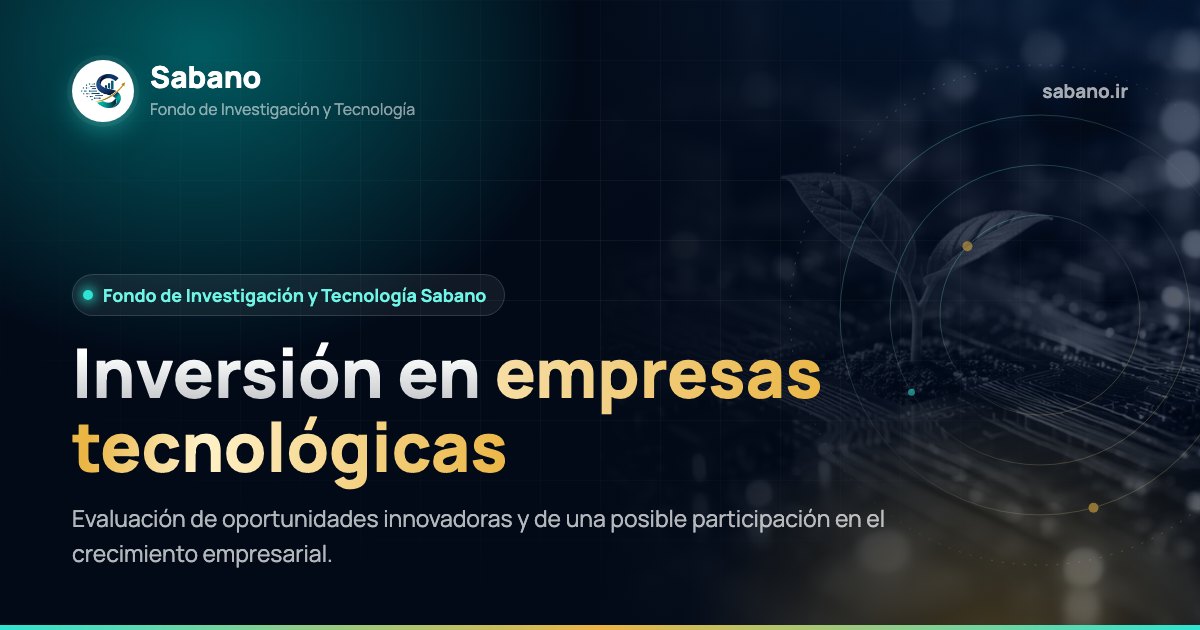 Sabano
Fondo de Investigación y Tecnología
sabano.ir
Fondo de Investigación y Tecnología Sabano
Inversión en empresas
tecnológicas
Evaluación de oportunidades innovadoras y de una posible participación en el
crecimiento empresarial.